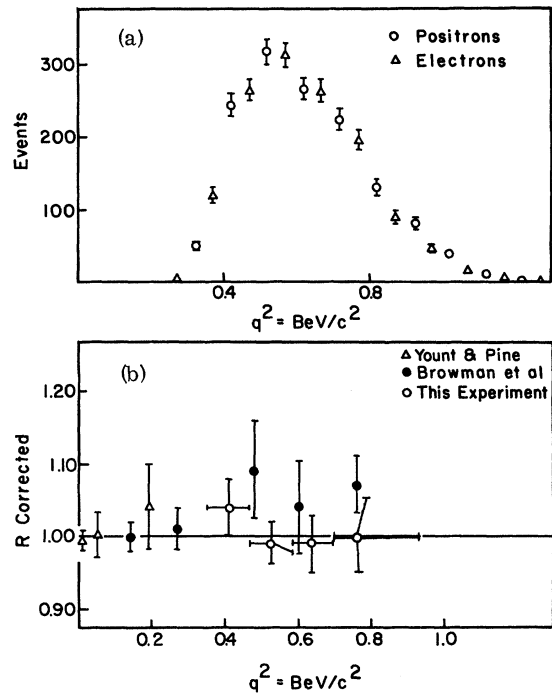 (a)
Positrons
Electrons
300
200
100
Events
0.4
0.8
q² = BeV/c²
(b)
Yount & Pine
Browman et al
This Experiment
1.20
1.10
1.00
0.90
R Corrected
0.2
0.4
0.6
0.8
1.0
q² = BeV/c²